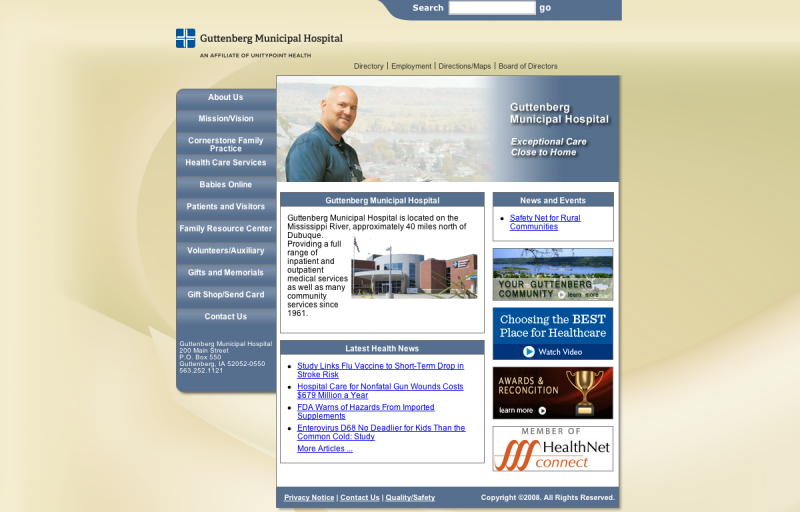 Search go
Guttenberg Municipal Hospital
AN AFFILIATE OF UNITYPOINT HEALTH
Directory | Employment | Directions/Maps | Board of Directors
About Us
Mission/Vision
Cornerstone Family
Practice
Health Care Services
Babies Online
Patients and Visitors
Family Resource Center
Volunteers/Auxiliary
Gifts and Memorials
Gift Shop/Send Card
Contact Us
Guttenberg Municipal Hospital
200 Main Street
P.O. Box 550
Guttenberg, IA 52052-0550
563.252.1121
Guttenberg
Municipal Hospital
Exceptional Care
Close to Home
Guttenberg Municipal Hospital
Guttenberg Municipal Hospital is located on the
Mississippi River, approximately 40 miles north of
Dubuque.
Providing a full
range of
inpatient and
outpatient
medical services
as well as many
community
services since
1961.
Latest Health News
Study Links Flu Vaccine to Short-Term Drop in
Stroke Risk
Hospital Care for Nonfatal Gun Wounds Costs
$679 Million a Year
FDA Warns of Hazards From Imported
Supplements
Enterovirus D68 No Deadlier for Kids Than the
Common Cold: Study
More Articles ...
News and Events
Safety Net for Rural
Communities
YOUR GUTTENBERG
COMMUNITY learn more
Choosing the BEST
Place for Healthcare
Watch Video
AWARDS &
RECONGITION
learn more
MEMBER OF
HealthNet
connect
Privacy Notice | Contact Us | Quality/Safety
Copyright ©2008. All Rights Reserved.